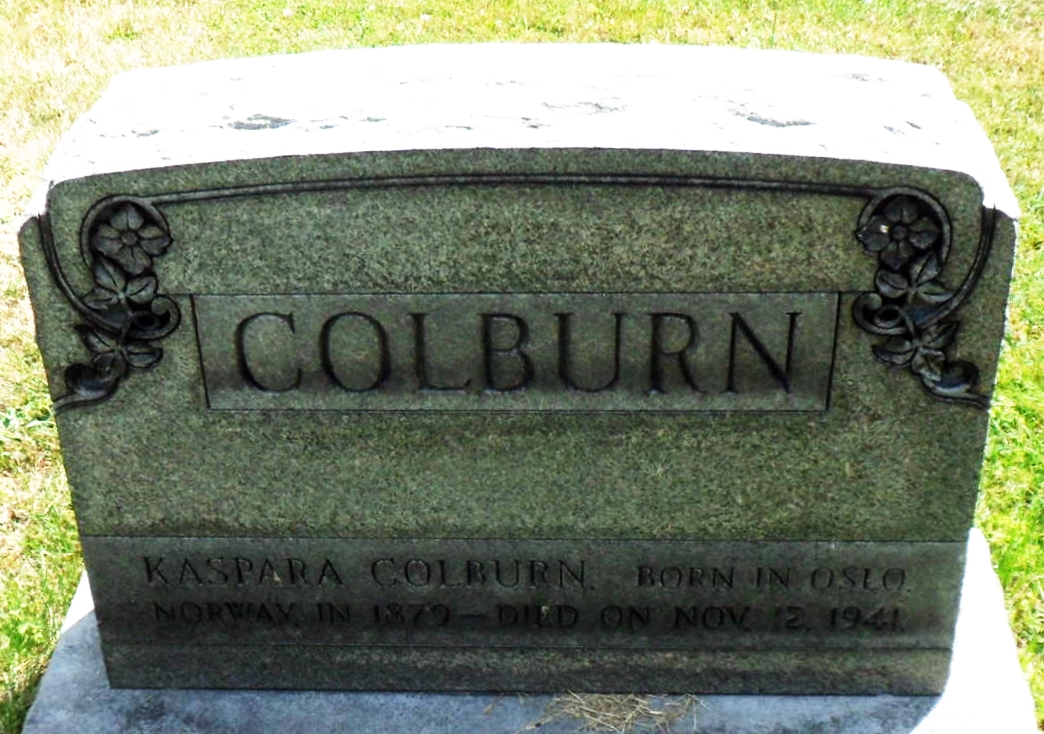 COLBURN
KASPARA COLBURN. BORN IN OSLO,
NORWAY, IN 1879 — DIED ON NOV. 12, 1941.